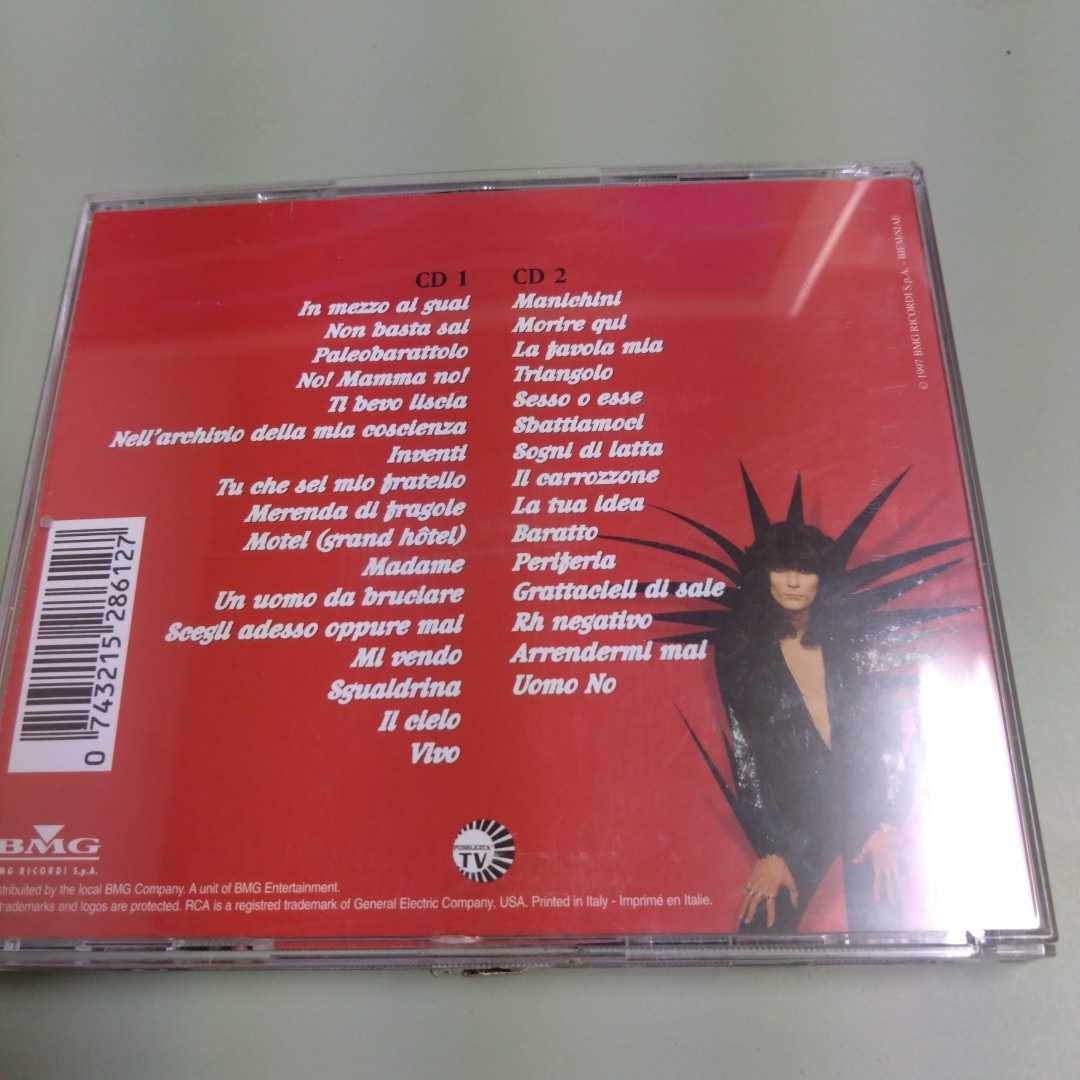 CD 1
In mezzo ai guai
Non basta sai
Paleobarattolo
No! Mamma no!
Ti bevo liscia
Nell'archivio della mia coscienza
Inventi
Tu che sei mio fratello
Merenda di fragole
Motel (grand hôtel)
Madame
Un uomo da bruciare
Scegli adesso oppure mai
Mi vendo
Sgualdrina
Il cielo
Vivo
CD 2
Manichini
Morire qui
La favola mia
Triangolo
Sesso o esse
Sbattiamoci
Sogni di latta
Il carrozzone
La tua idea
Baratto
Periferia
Grattacieli di sale
Rh negativo
Arrendermi mai
Uomo No
© 1997 BMG RICORDI S.p.A. - BIEM/SIAE
0 743215 286127
BMG
BMG RICORDI S.p.A.
PUBBLICITA'
TV
distribuited by the local BMG Company. A unit of BMG Entertainment.
trademarks and logos are protected. RCA is a registred trademark of General Electric Company, USA. Printed in Italy - Imprimé en Italie.